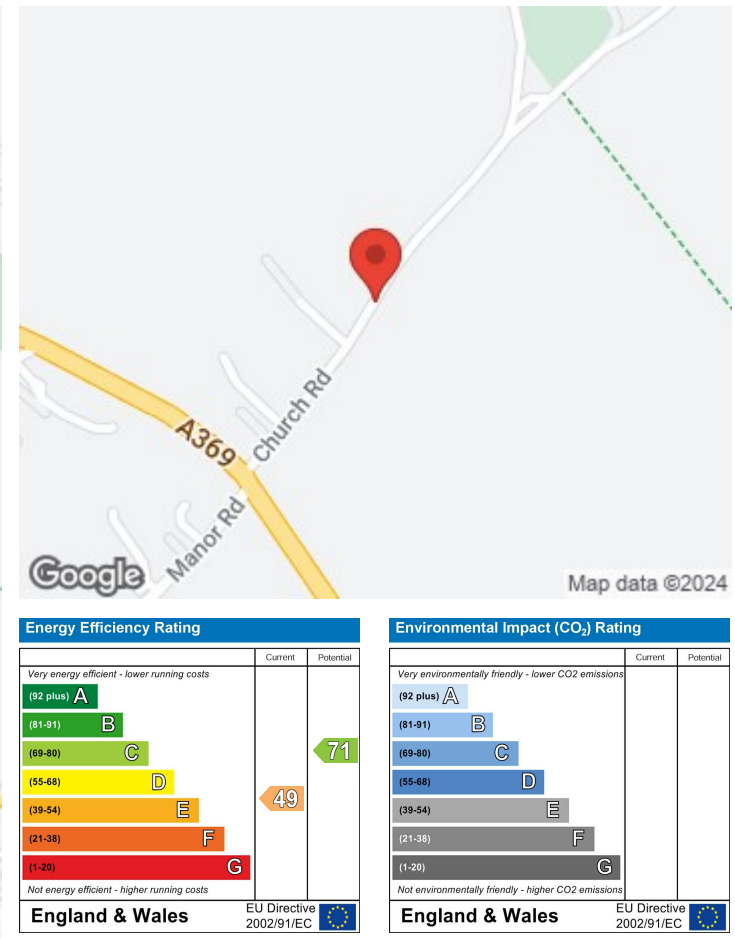 A369
Church Rd
Manor Rd
Google
Map data ©2024
Energy Efficiency Rating
Current Potential
Very energy efficient - lower running costs
(92 plus) A
(81-91) B
(69-80) C
71
(55-68) D
49
(39-54) E
(21-38) F
(1-20) G
Not energy efficient - higher running costs
England & Wales
EU Directive
2002/91/EC
Environmental Impact (CO₂) Rating
Current Potential
Very environmentally friendly - lower CO2 emissions
(92 plus) A
(81-91) B
(69-80) C
(55-68) D
(39-54) E
(21-38) F
(1-20) G
Not environmentally friendly - higher CO2 emissions
England & Wales
EU Directive
2002/91/EC